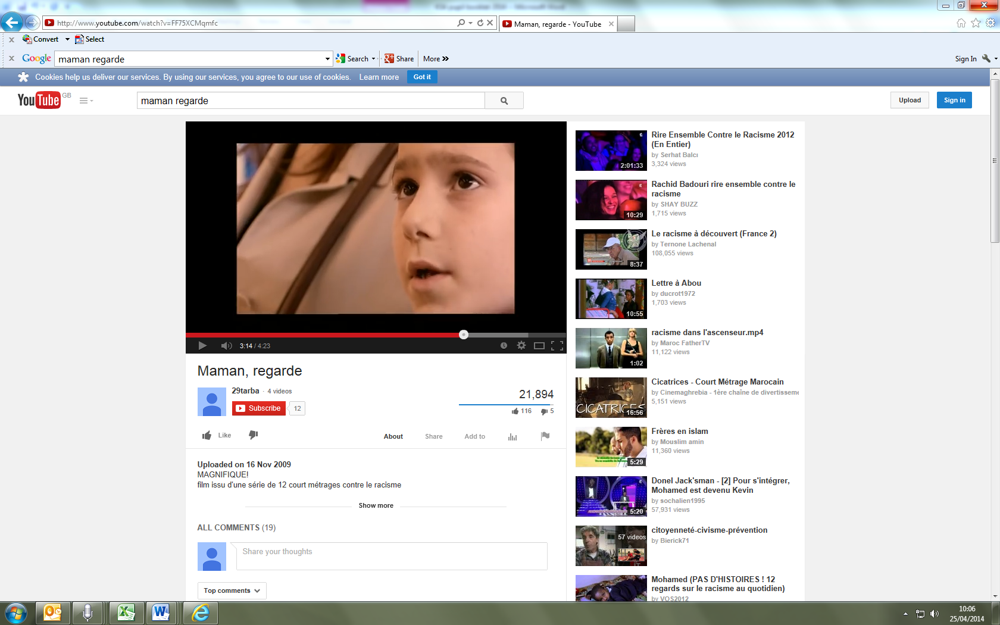 http://www.youtube.com/watch?v=FF75XCMqmfc
Maman, regarde - YouTube
Convert
Select
Google
maman regarde
Search
Share
More
Sign In
Cookies help us deliver our services. By using our services, you agree to our use of cookies. Learn more Got it
YouTube GB
maman regarde
Upload
Sign in
3:14 / 4:23
Maman, regarde
29tarba · 4 videos
Subscribe 12
21,894
116 5
Like
About
Share
Add to
Uploaded on 16 Nov 2009
MAGNIFIQUE!
film issu d'une série de 12 court métrages contre le racisme
Show more
ALL COMMENTS (19)
Share your thoughts
Top comments
2:01:33
Rire Ensemble Contre le Racisme 2012
(En Entier)
by Serhat Balcı
3,324 views
10:29
Rachid Badouri rire ensemble contre le
racisme
by SHAY BUZZ
1,715 views
8:37
Le racisme à découvert (France 2)
by Ternone Lachenal
108,055 views
10:55
Lettre à Abou
by ducrot1972
1,703 views
1:02
racisme dans l'ascenseur.mp4
by Maroc FatherTV
11,122 views
CICATRICES
16:56
Cicatrices - Court Métrage Marocain
by Cinemaghrebia - 1ère chaîne de divertisseme
5,151 views
5:29
Frères en islam
by Mouslim amin
11,360 views
5:20
Donel Jack'sman - [2] Pour s'intégrer,
Mohamed est devenu Kevin
by sochalien1995
57,931 views
57 videos
citoyenneté-civisme-prévention
by Bierick71
Mohamed (PAS D'HISTOIRES ! 12
regards sur le racisme au quotidien)
by VOS2012
10:06
25/04/2014